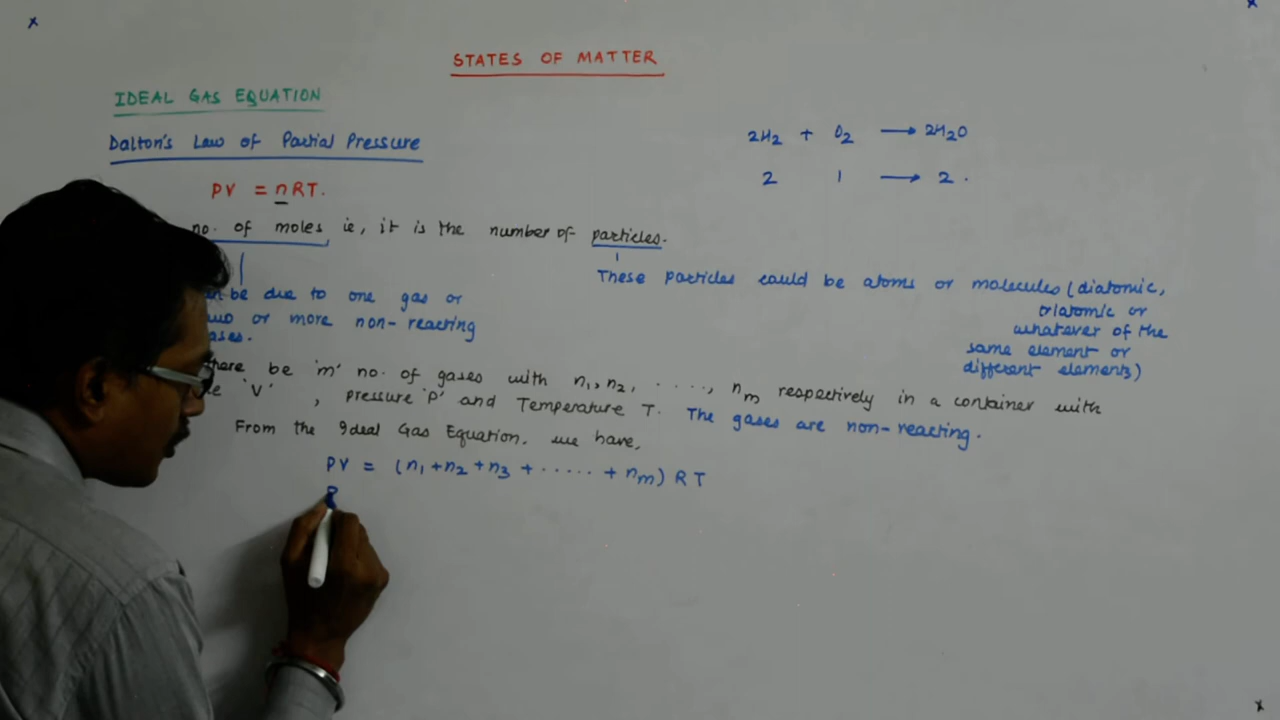 STATES OF MATTER
IDEAL GAS EQUATION
Dalton's Law of Partial Pressure
2H2 + O2 → 2H2O
2 1 → 2.
PV = nRT.
no. of moles ie, it is the number of particles.
These particles could be atoms or molecules (diatomic,
triatomic or
whatever of the
same element or
different elements)
be due to one gas or
or more non-reacting
be 'm' no. of gases with n1, n2, ....., nm respectively in a container with
'V' , pressure 'P' and Temperature T. The gases are non-reacting.
From the Ideal Gas Equation, we have,
PV = (n1 + n2 + n3 + ..... + nm) RT
P